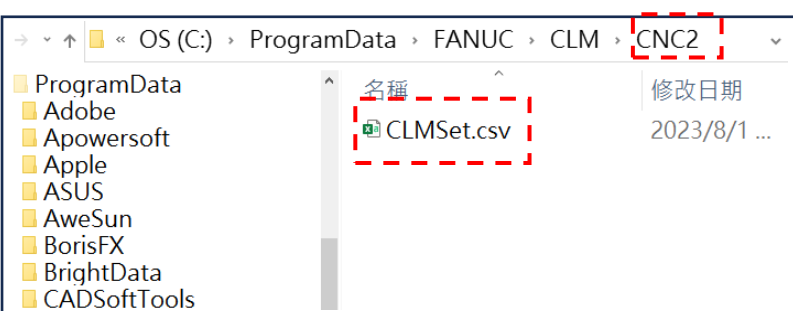 « OS (C:) › ProgramData › FANUC › CLM › CNC2
ProgramData
Adobe
Apowersoft
Apple
ASUS
AweSun
BorisFX
BrightData
CADSoftTools
名稱 修改日期
CLMSet.csv 2023/8/1 ...